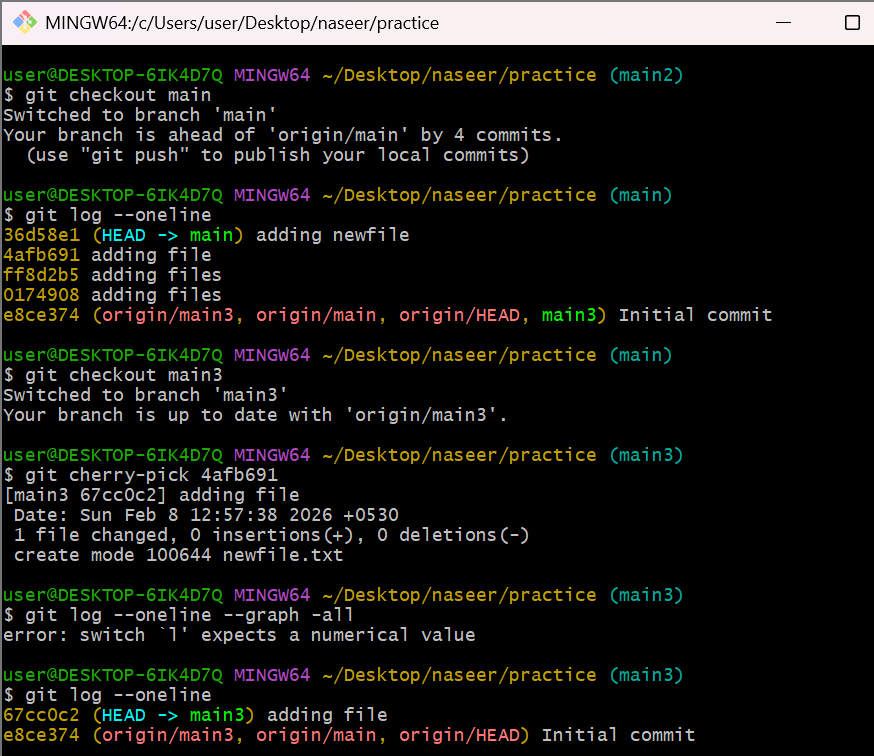 MINGW64:/c/Users/user/Desktop/naseer/practice
user@DESKTOP-6IK4D7Q MINGW64 ~/Desktop/naseer/practice (main2)
$ git checkout main
Switched to branch 'main'
Your branch is ahead of 'origin/main' by 4 commits.
  (use "git push" to publish your local commits)
user@DESKTOP-6IK4D7Q MINGW64 ~/Desktop/naseer/practice (main)
$ git log --oneline
36d58e1 (HEAD -> main) adding newfile
4afb691 adding file
ff8d2b5 adding files
0174908 adding files
e8ce374 (origin/main3, origin/main, origin/HEAD, main3) Initial commit
user@DESKTOP-6IK4D7Q MINGW64 ~/Desktop/naseer/practice (main)
$ git checkout main3
Switched to branch 'main3'
Your branch is up to date with 'origin/main3'.
user@DESKTOP-6IK4D7Q MINGW64 ~/Desktop/naseer/practice (main3)
$ git cherry-pick 4afb691
[main3 67cc0c2] adding file
 Date: Sun Feb 8 12:57:38 2026 +0530
 1 file changed, 0 insertions(+), 0 deletions(-)
 create mode 100644 newfile.txt
user@DESKTOP-6IK4D7Q MINGW64 ~/Desktop/naseer/practice (main3)
$ git log --oneline --graph -all
error: switch `l' expects a numerical value
user@DESKTOP-6IK4D7Q MINGW64 ~/Desktop/naseer/practice (main3)
$ git log --oneline
67cc0c2 (HEAD -> main3) adding file
e8ce374 (origin/main3, origin/main, origin/HEAD) Initial commit